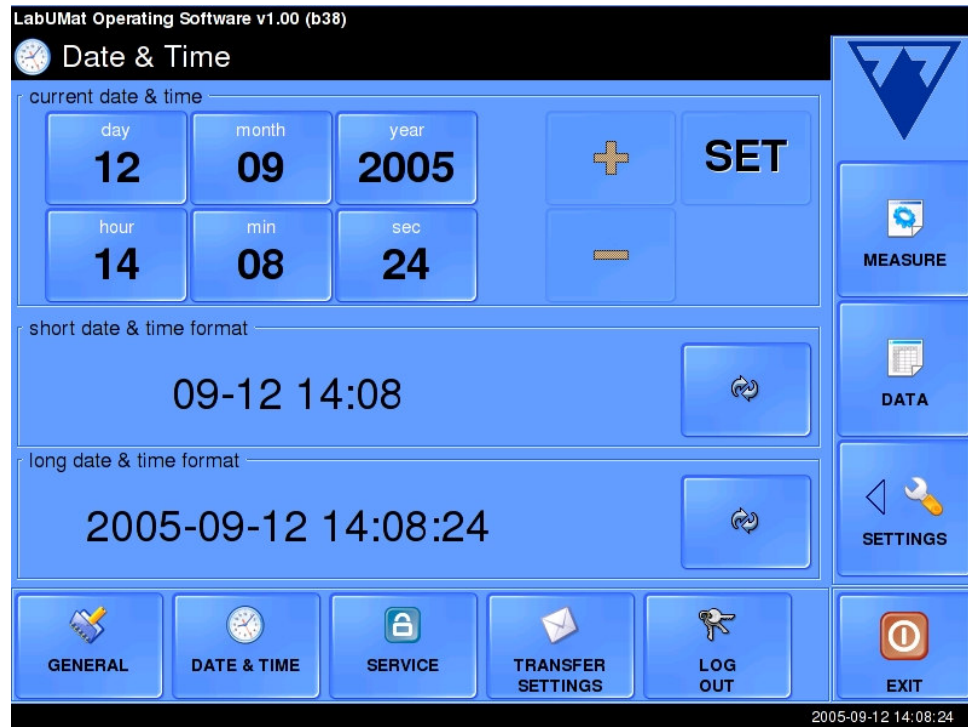 LabUMat Operating Software v1.00 (b38)
Date & Time
current date & time
day month year
12 09 2005
+ SET
hour min sec
14 08 24
−
MEASURE
short date & time format
09-12 14:08
DATA
long date & time format
2005-09-12 14:08:24
SETTINGS
GENERAL
DATE & TIME
SERVICE
TRANSFER
SETTINGS
LOG
OUT
EXIT
2005-09-12 14:08:24